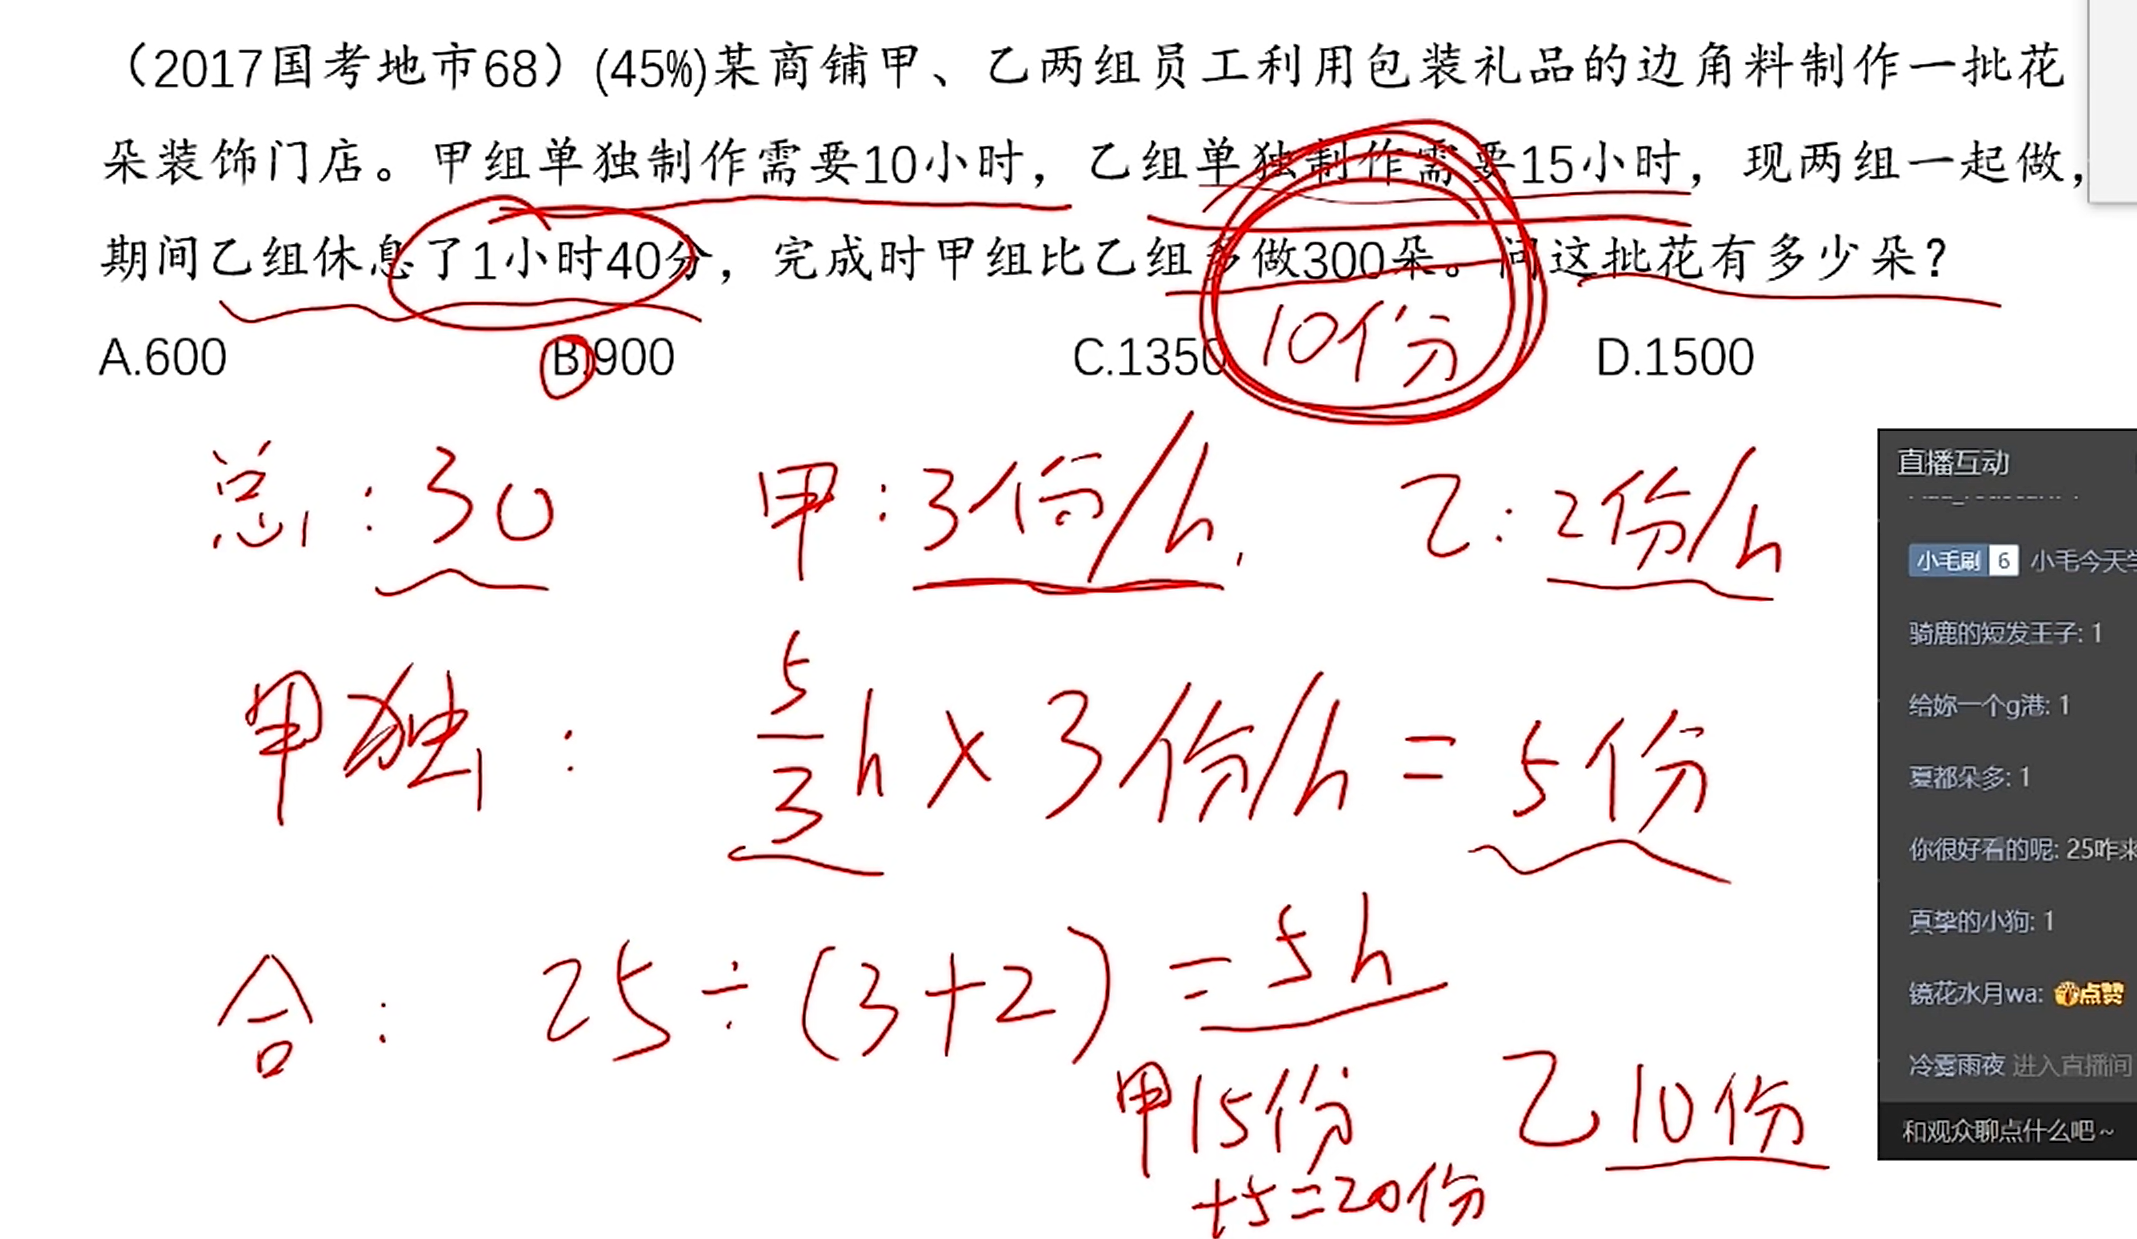 （2017国考地市68）(45%)某商铺甲、乙两组员工利用包装礼品的边角料制作一批花
朵装饰门店。甲组单独制作需要10小时，乙组单独制作需要15小时，现两组一起做，
期间乙组休息了1小时40分，完成时甲组比乙组多做300朵。问这批花有多少朵？
10份
A.600 B.900 C.1350 D.1500
总：30 甲：3份/h， 乙：2份/h
甲独： 5/3 h × 3份/h = 5份
合： 25÷(3+2) = 5h
甲15份 乙10份
+5=20份
直播互动
小毛刷 6 小毛今天学
骑鹿的短发王子: 1
给妳一个g港: 1
夏都朵多: 1
你很好看的呢: 25咋来
真挚的小狗: 1
镜花水月wa: 点赞
冷雾雨夜 进入直播间
和观众聊点什么吧~